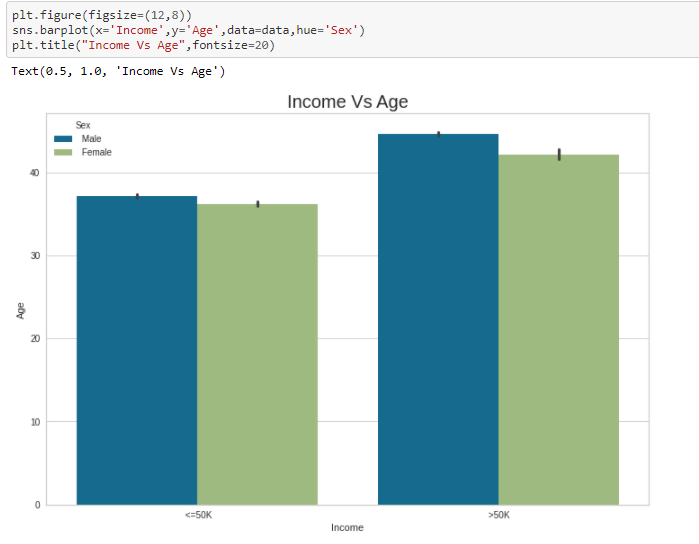 plt.figure(figsize=(12,8))
sns.barplot(x='Income',y='Age',data=data,hue='Sex')
plt.title("Income Vs Age",fontsize=20)
Text(0.5, 1.0, 'Income Vs Age')
Income Vs Age
Sex
Male
Female
40
30
20
10
0
Age
<=50K
>50K
Income